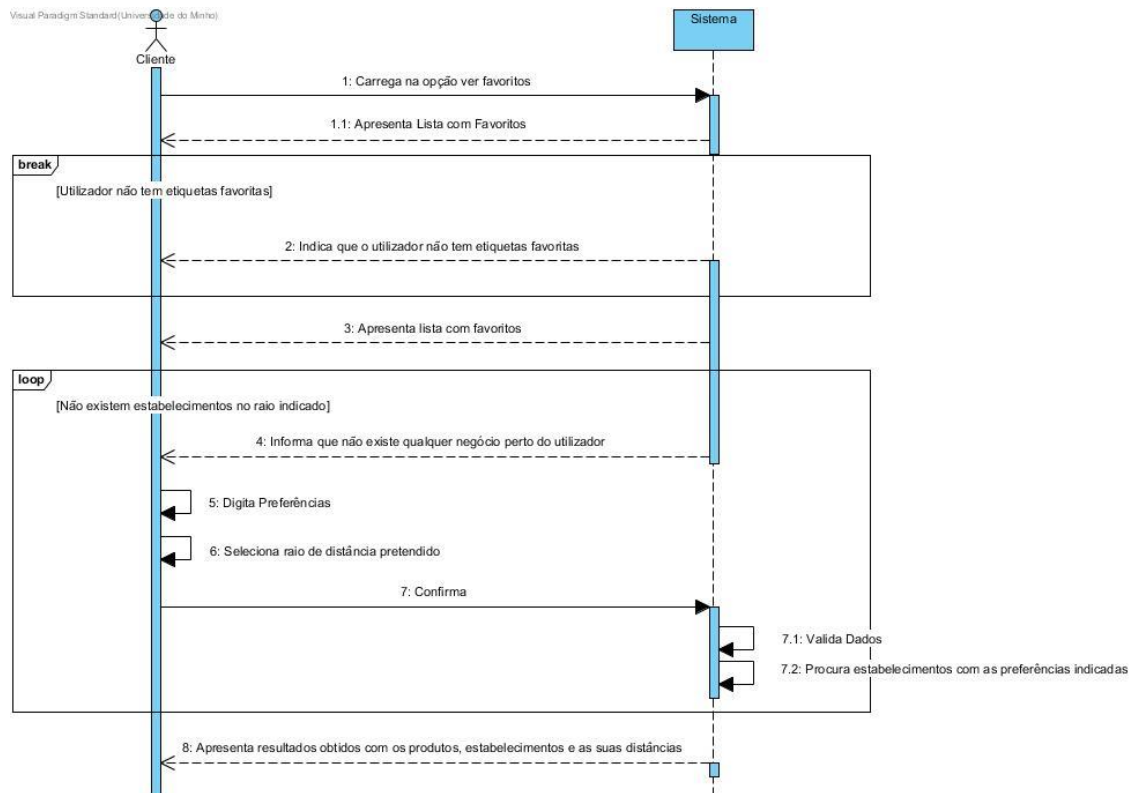 Visual Paradigm Standard(Universidade do Minho)
Sistema
Cliente
1: Carrega na opção ver favoritos
1.1: Apresenta Lista com Favoritos
break
[Utilizador não tem etiquetas favoritas]
2: Indica que o utilizador não tem etiquetas favoritas
3: Apresenta lista com favoritos
loop
[Não existem estabelecimentos no raio indicado]
4: Informa que não existe qualquer negócio perto do utilizador
5: Digita Preferências
6: Seleciona raio de distância pretendido
7: Confirma
7.1: Valida Dados
7.2: Procura estabelecimentos com as preferências indicadas
8: Apresenta resultados obtidos com os produtos, estabelecimentos e as suas distâncias